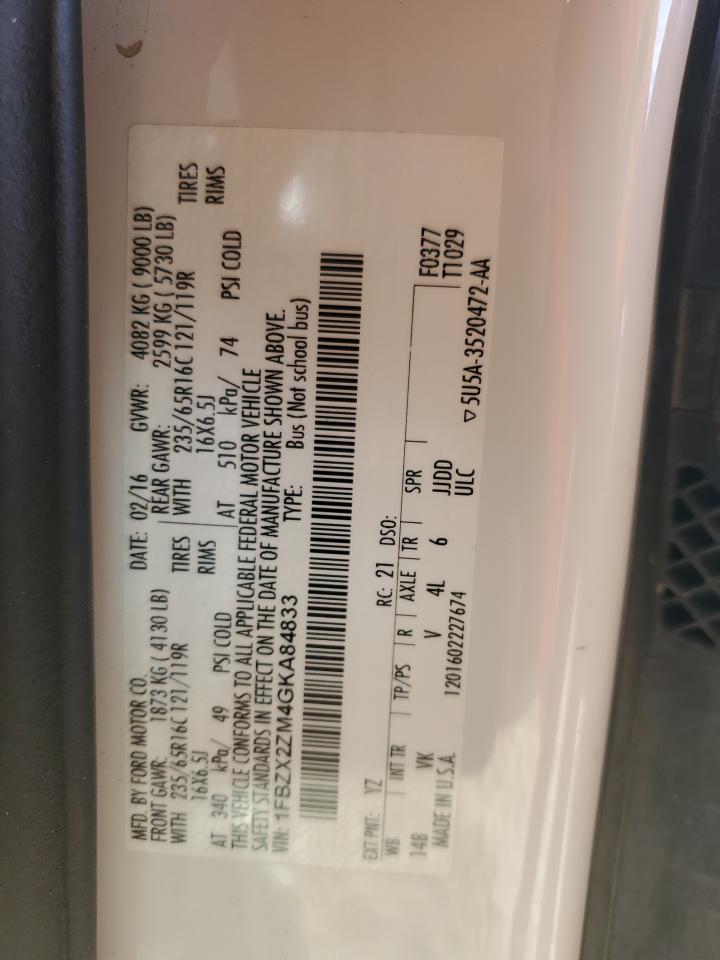 MFD. BY FORD MOTOR CO. DATE: 02/16 GVWR: 4082 KG ( 9000 LB)
FRONT GAWR: 1873 KG ( 4130 LB) REAR GAWR: 2599 KG ( 5730 LB)
WITH 235/65R16C 121/119R TIRES WITH 235/65R16C 121/119R TIRES
16X6.5J RIMS 16X6.5J RIMS
AT 340 kPa/ 49 PSI COLD AT 510 kPa/ 74 PSI COLD
THIS VEHICLE CONFORMS TO ALL APPLICABLE FEDERAL MOTOR VEHICLE
SAFETY STANDARDS IN EFFECT ON THE DATE OF MANUFACTURE SHOWN ABOVE.
VIN: 1FBZX2ZM4GKA84833 TYPE: Bus (Not school bus)
EXT PNT: YZ RC: 21 DSO:
WB INT TR TP/PS R AXLE TR SPR F0377
148 VK V 4L 6 JJDD T1029
MADE IN U.S.A. 1201602227674 ULC ▽5U5A-3520472-AA